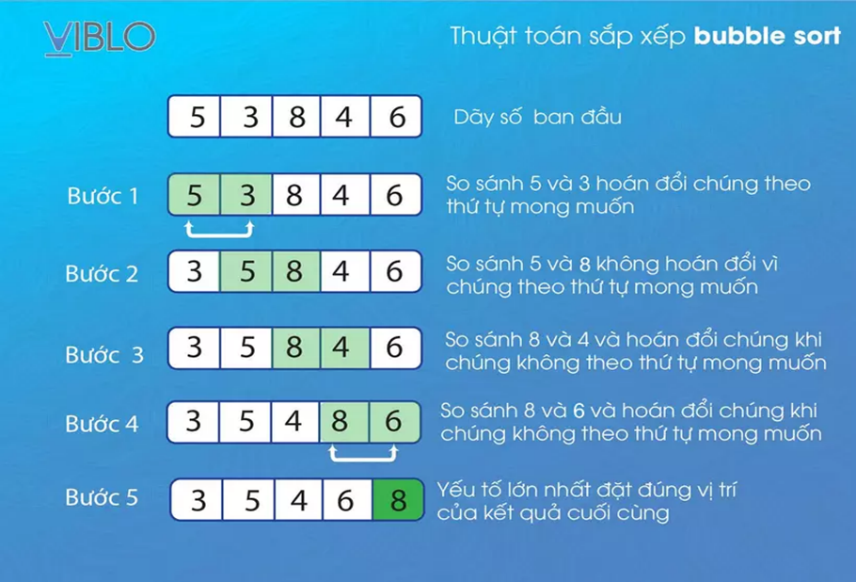 VIBLO
Thuật toán sắp xếp bubble sort
5 3 8 4 6
Dãy số ban đầu
Bước 1
5 3 8 4 6
So sánh 5 và 3 hoán đổi chúng theo
thứ tự mong muốn
Bước 2
3 5 8 4 6
So sánh 5 và 8 không hoán đổi vì
chúng theo thứ tự mong muốn
Bước 3
3 5 8 4 6
So sánh 8 và 4 và hoán đổi chúng khi
chúng không theo thứ tự mong muốn
Bước 4
3 5 4 8 6
So sánh 8 và 6 và hoán đổi chúng khi
chúng không theo thứ tự mong muốn
Bước 5
3 5 4 6 8
Yếu tố lớn nhất đặt đúng vị trí
của kết quả cuối cùng